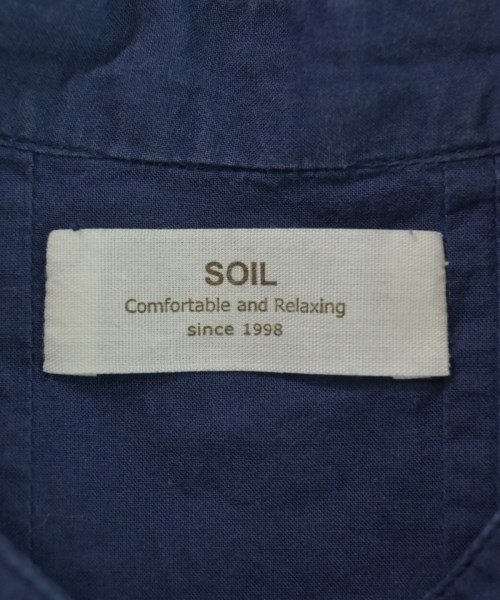 SOIL
Comfortable and Relaxing
since 1998